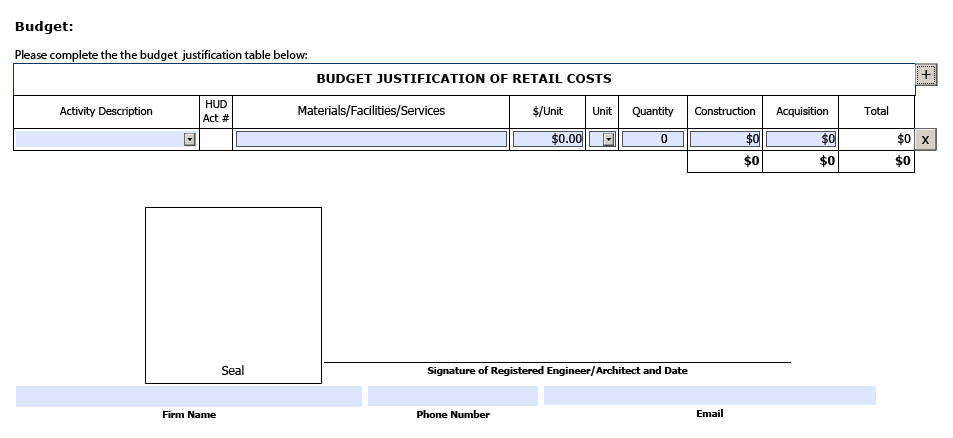 Budget:
Please complete the the budget justification table below:
BUDGET JUSTIFICATION OF RETAIL COSTS
+
Activity Description HUD Act # Materials/Facilities/Services $/Unit Unit Quantity Construction Acquisition Total
$0.00 0 $0 $0 $0 X
$0 $0 $0
Seal
Signature of Registered Engineer/Architect and Date
Firm Name Phone Number Email